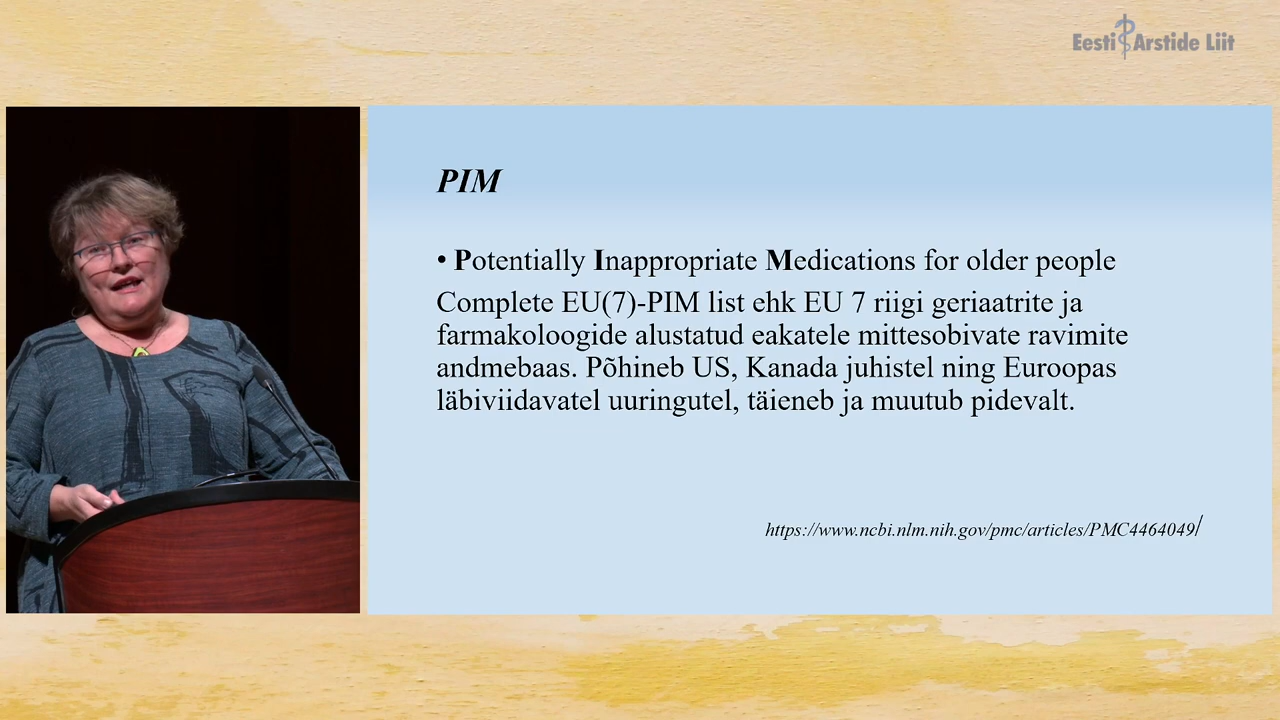 Eesti Arstide Liit
PIM
• Potentially Inappropriate Medications for older people
Complete EU(7)-PIM list ehk EU 7 riigi geriaatrite ja
farmakoloogide alustatud eakatele mittesobivate ravimite
andmebaas. Põhineb US, Kanada juhistel ning Euroopas
läbiviidavatel uuringutel, täieneb ja muutub pidevalt.
https://www.ncbi.nlm.nih.gov/pmc/articles/PMC4464049/